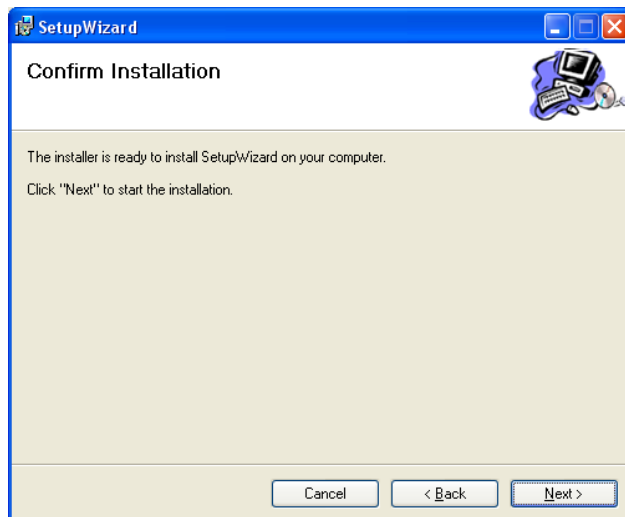 SetupWizard
Confirm Installation
The installer is ready to install SetupWizard on your computer.
Click "Next" to start the installation.
Cancel
< Back
Next >